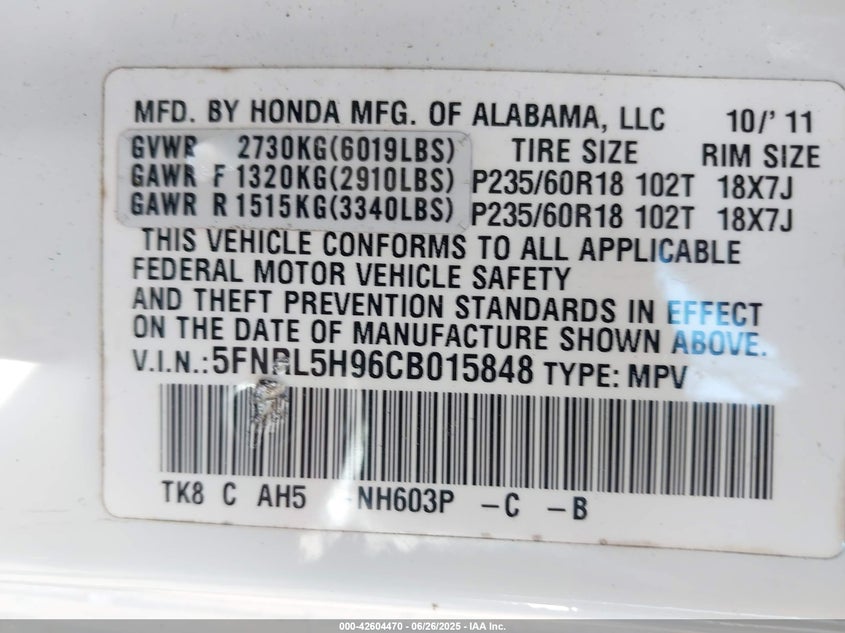 MFD. BY HONDA MFG. OF ALABAMA, LLC 10/' 11
GVWR 2730KG(6019LBS) TIRE SIZE RIM SIZE
GAWR F 1320KG(2910LBS) P235/60R18 102T 18X7J
GAWR R 1515KG(3340LBS) P235/60R18 102T 18X7J
THIS VEHICLE CONFORMS TO ALL APPLICABLE
FEDERAL MOTOR VEHICLE SAFETY
AND THEFT PREVENTION STANDARDS IN EFFECT
ON THE DATE OF MANUFACTURE SHOWN ABOVE.
V.I.N.: TYPE: MPV
TK8 C AH5 NH603P -C -B
000-42604470 - 06/26/2025 - IAA Inc.